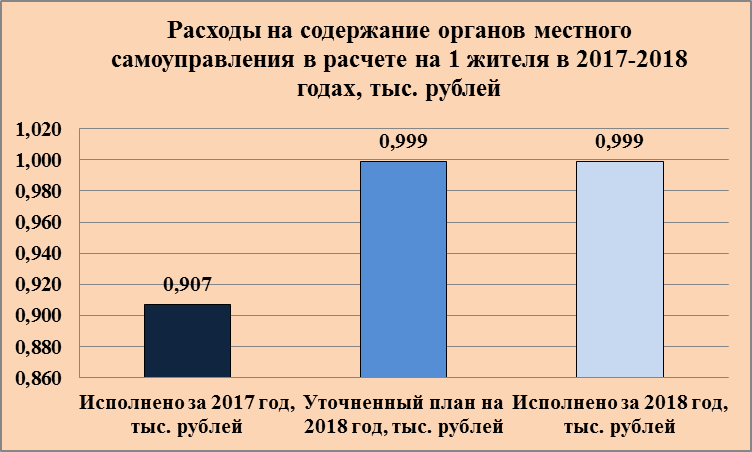 Расходы на содержание органов местного
самоуправления в расчете на 1 жителя в 2017-2018
годах, тыс. рублей
1,020
1,000
0,980
0,960
0,940
0,920
0,900
0,880
0,860
0,907
0,999
0,999
Исполнено за 2017 год,
тыс. рублей
Уточненный план на
2018 год, тыс. рублей
Исполнено за 2018 год,
тыс. рублей